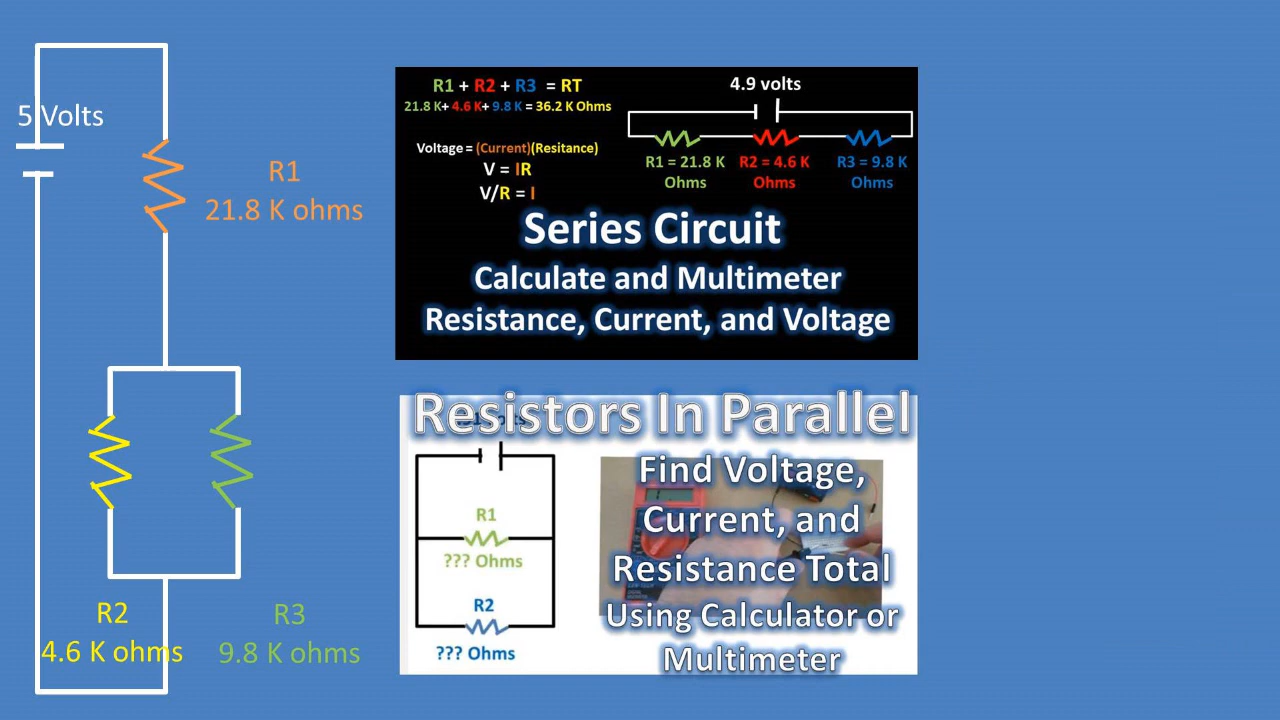 5 Volts
R1
21.8 K ohms
R2
4.6 K ohms
R3
9.8 K ohms
R1 + R2 + R3 = RT
21.8 K+ 4.6 K+ 9.8 K = 36.2 K Ohms
Voltage = (Current)(Resitance)
V = IR
V/R = I
4.9 volts
R1 = 21.8 K
Ohms
R2 = 4.6 K
Ohms
R3 = 9.8 K
Ohms
Series Circuit
Calculate and Multimeter
Resistance, Current, and Voltage
Resistors In Parallel
R1
??? Ohms
R2
??? Ohms
Find Voltage,
Current, and
Resistance Total
Using Calculator or
Multimeter